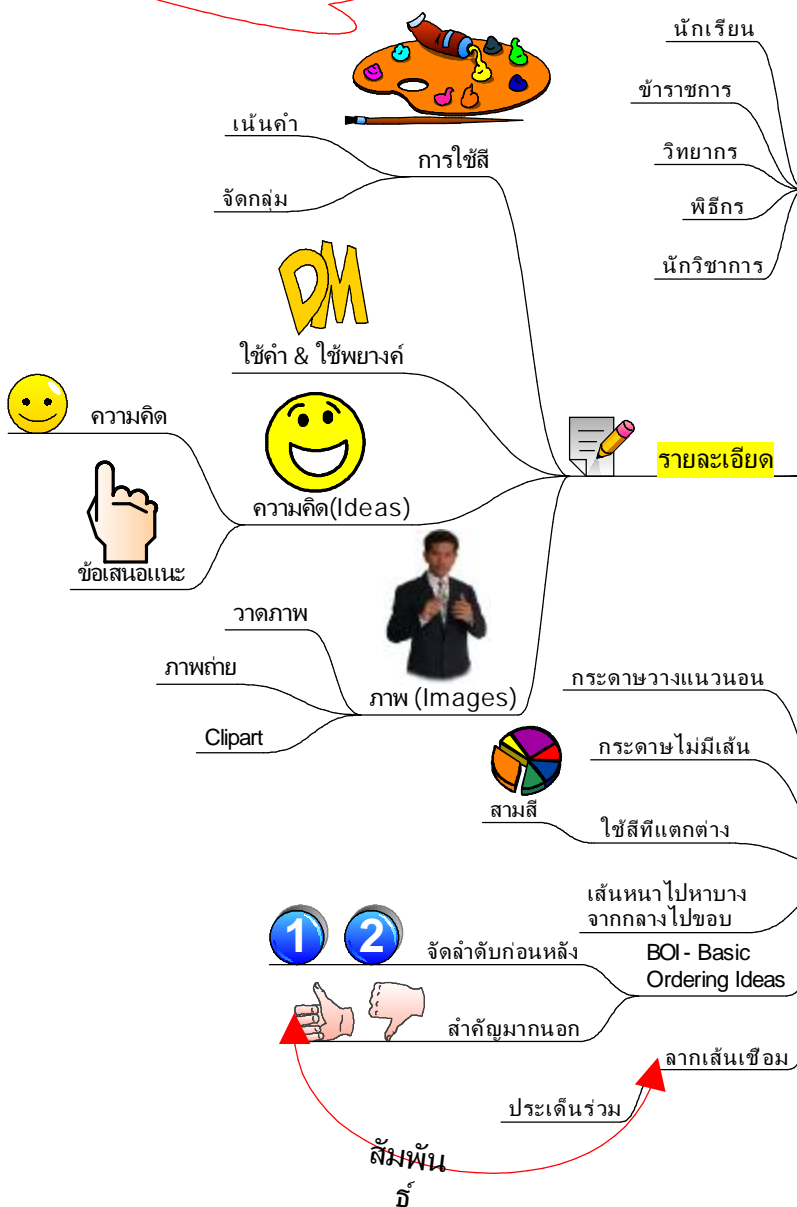 นักเรียน
ข้าราชการ
วิทยากร
พิธีกร
นักวิชาการ
เน้นคำ
การใช้สี
จัดกลุ่ม
DM
ใช้คำ & ใช้พยางค์
ความคิด
รายละเอียด
ความคิด(Ideas)
ข้อเสนอแนะ
วาดภาพ
ภาพถ่าย
ภาพ (Images)
Clipart
กระดาษวางแนวนอน
กระดาษไม่มีเส้น
สามสี
ใช้สีที่แตกต่าง
เส้นหนาไปหาบาง
จากกลางไปขอบ
1 2
จัดลำดับก่อนหลัง
BOI - Basic
Ordering Ideas
สำคัญมากนอก
ลากเส้นเชื่อม
ประเด็นร่วม
สัมพัน
ธ์